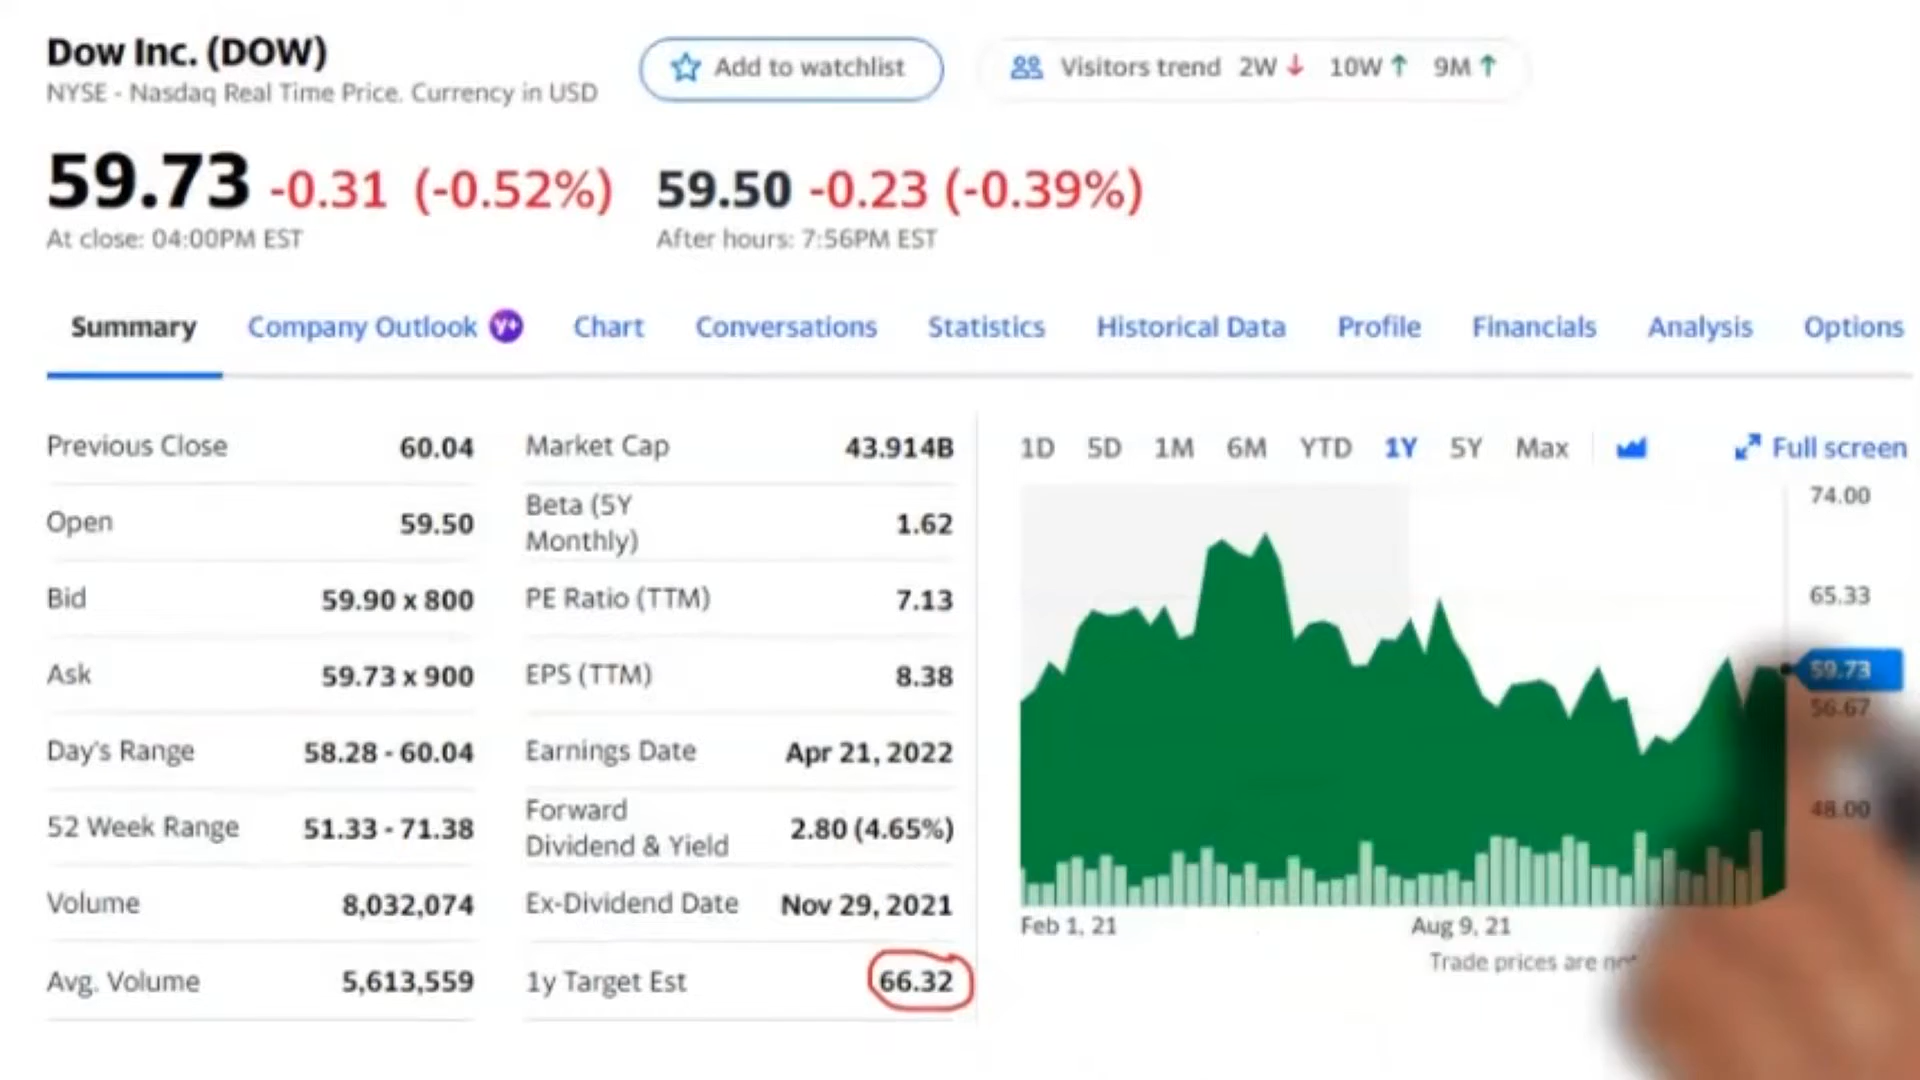 Dow Inc. (DOW)
NYSE - Nasdaq Real Time Price. Currency in USD
Add to watchlist
Visitors trend 2W 10W 9M
59.73 -0.31 (-0.52%)
At close: 04:00PM EST
59.50 -0.23 (-0.39%)
After hours: 7:56PM EST
Summary Company Outlook Y+ Chart Conversations Statistics Historical Data Profile Financials Analysis Options
Previous Close 60.04
Open 59.50
Bid 59.90 x 800
Ask 59.73 x 900
Day's Range 58.28 - 60.04
52 Week Range 51.33 - 71.38
Volume 8,032,074
Avg. Volume 5,613,559
Market Cap 43.914B
Beta (5Y
Monthly) 1.62
PE Ratio (TTM) 7.13
EPS (TTM) 8.38
Earnings Date Apr 21, 2022
Forward
Dividend & Yield 2.80 (4.65%)
Ex-Dividend Date Nov 29, 2021
1y Target Est 66.32
1D 5D 1M 6M YTD 1Y 5Y Max Full screen
74.00
65.33
59.73
56.67
48.00
Feb 1, 21 Aug 9, 21
Trade prices are